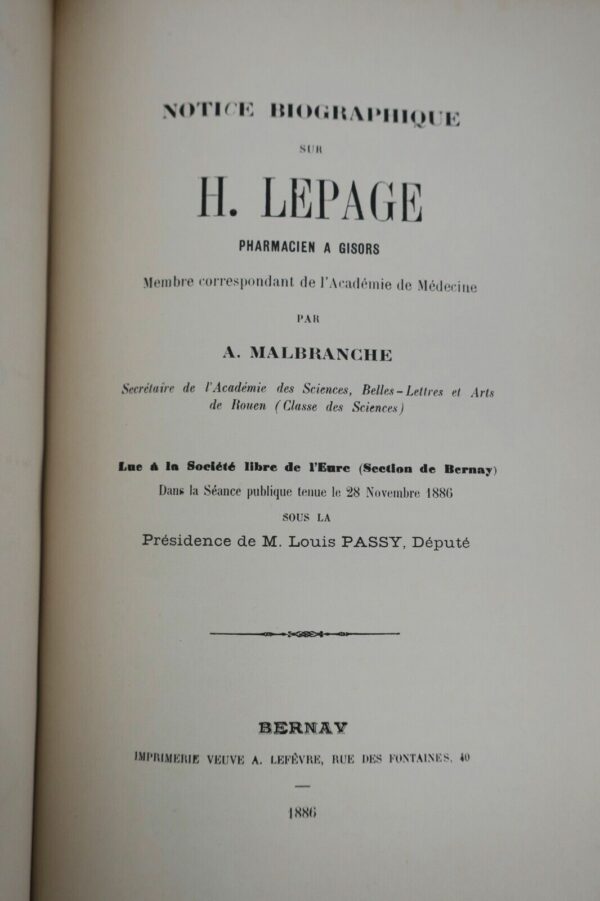 NOTICE BIOGRAPHIQUE
SUR
H. LEPAGE
PHARMACIEN A GISORS
Membre correspondant de l'Académie de Médecine
PAR
A. MALBRANCHE
Secrétaire de l'Académie des Sciences, Belles-Lettres et Arts
de Rouen (Classe des Sciences)
Lue à la Société libre de l'Eure (Section de Bernay)
Dans la Séance publique tenue le 28 Novembre 1886
SOUS LA
Présidence de M. Louis PASSY, Député
BERNAY
IMPRIMERIE VEUVE A. LEFÈVRE, RUE DES FONTAINES, 40
1886